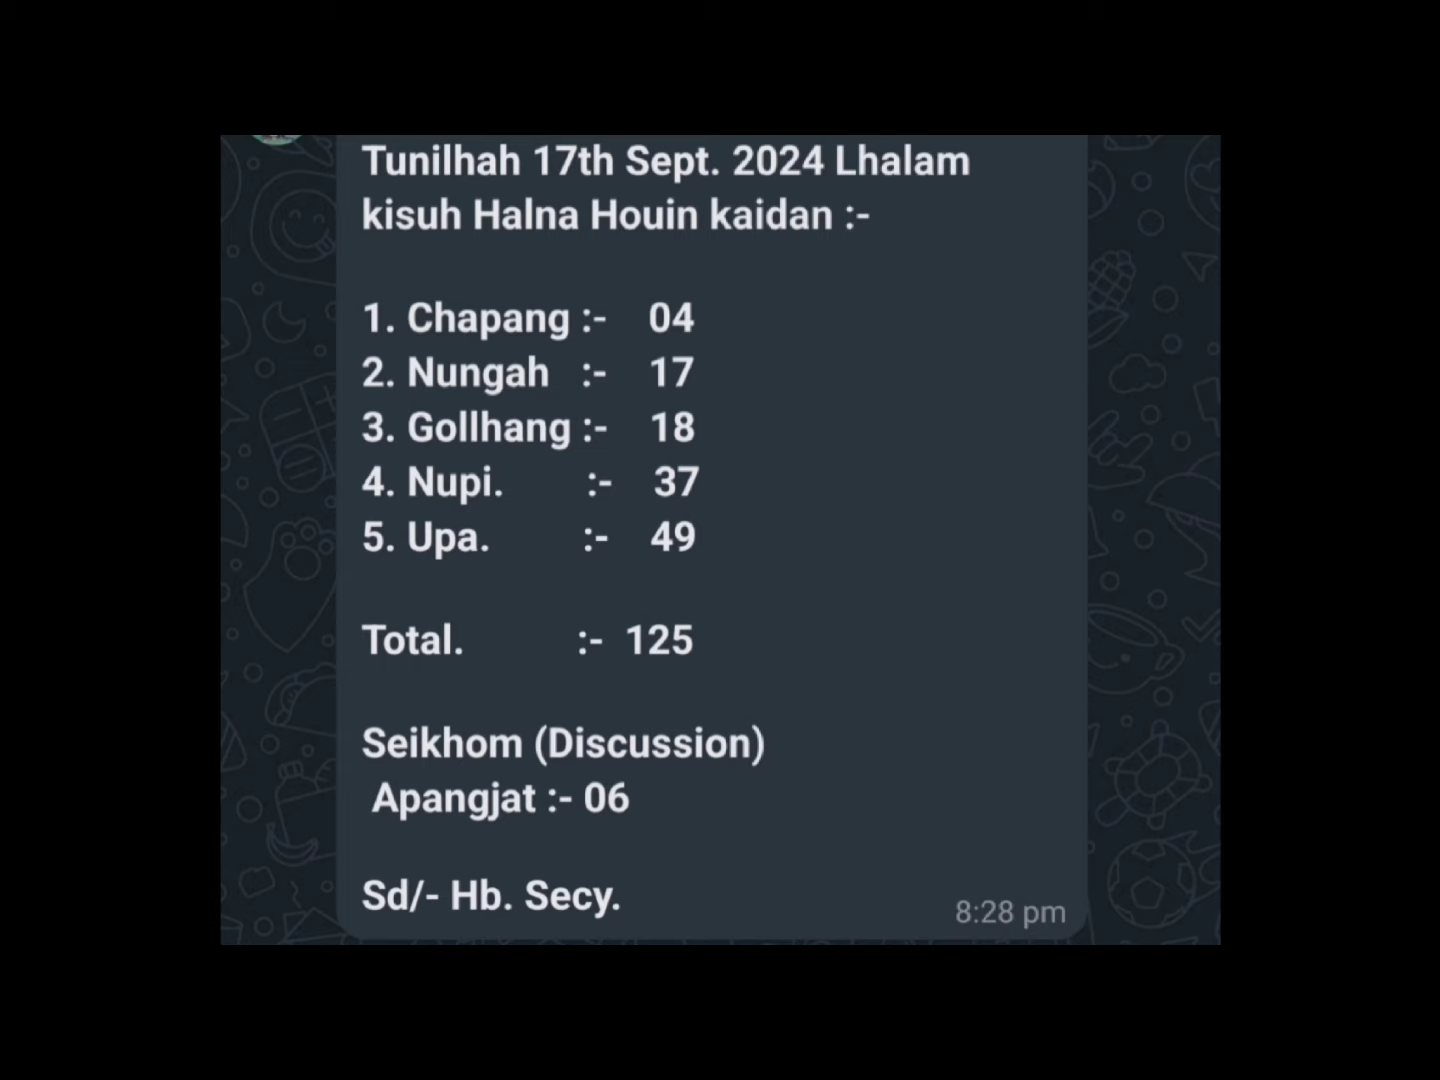 Tunilhah 17th Sept. 2024 Lhalam
kisuh Halna Houin kaidan :-
1. Chapang :- 04
2. Nungah :- 17
3. Gollhang :- 18
4. Nupi. :- 37
5. Upa. :- 49
Total. :- 125
Seikhom (Discussion)
Apangjat :- 06
Sd/- Hb. Secy.
8:28 pm